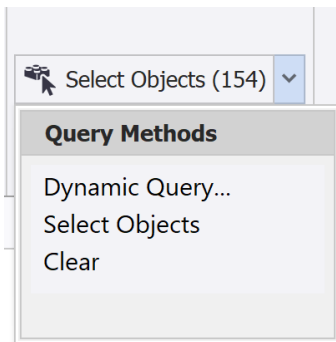 Select Objects (154)
Query Methods
Dynamic Query...
Select Objects
Clear